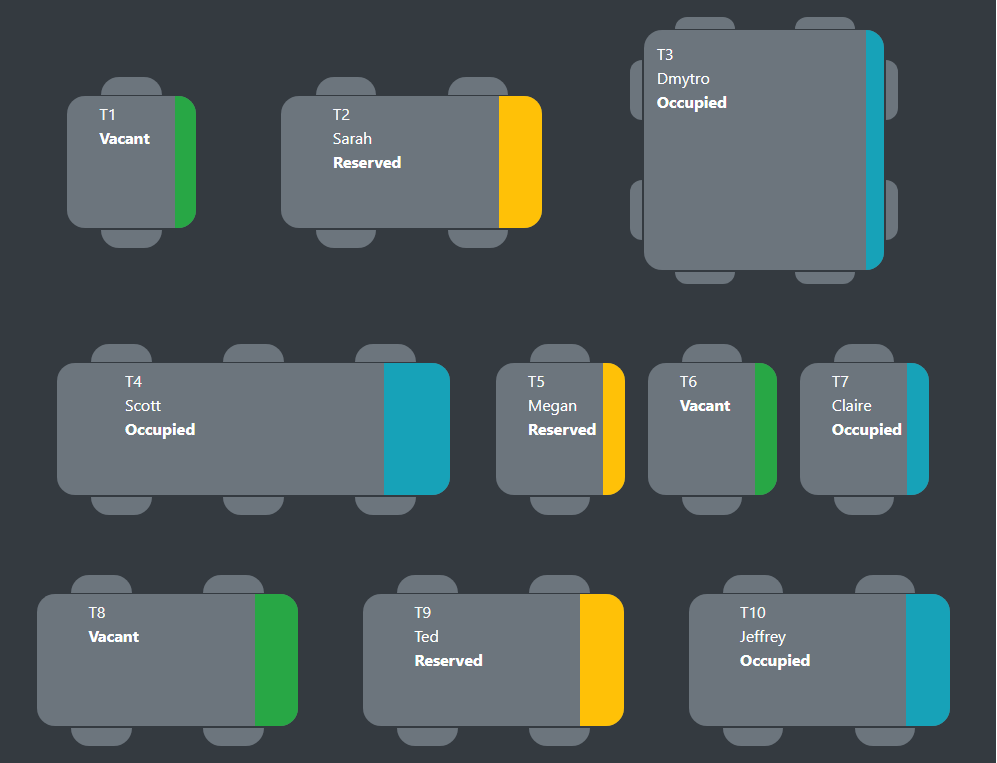 T1
Vacant
T2
Sarah
Reserved
T3
Dmytro
Occupied
T4
Scott
Occupied
T5
Megan
Reserved
T6
Vacant
T7
Claire
Occupied
T8
Vacant
T9
Ted
Reserved
T10
Jeffrey
Occupied